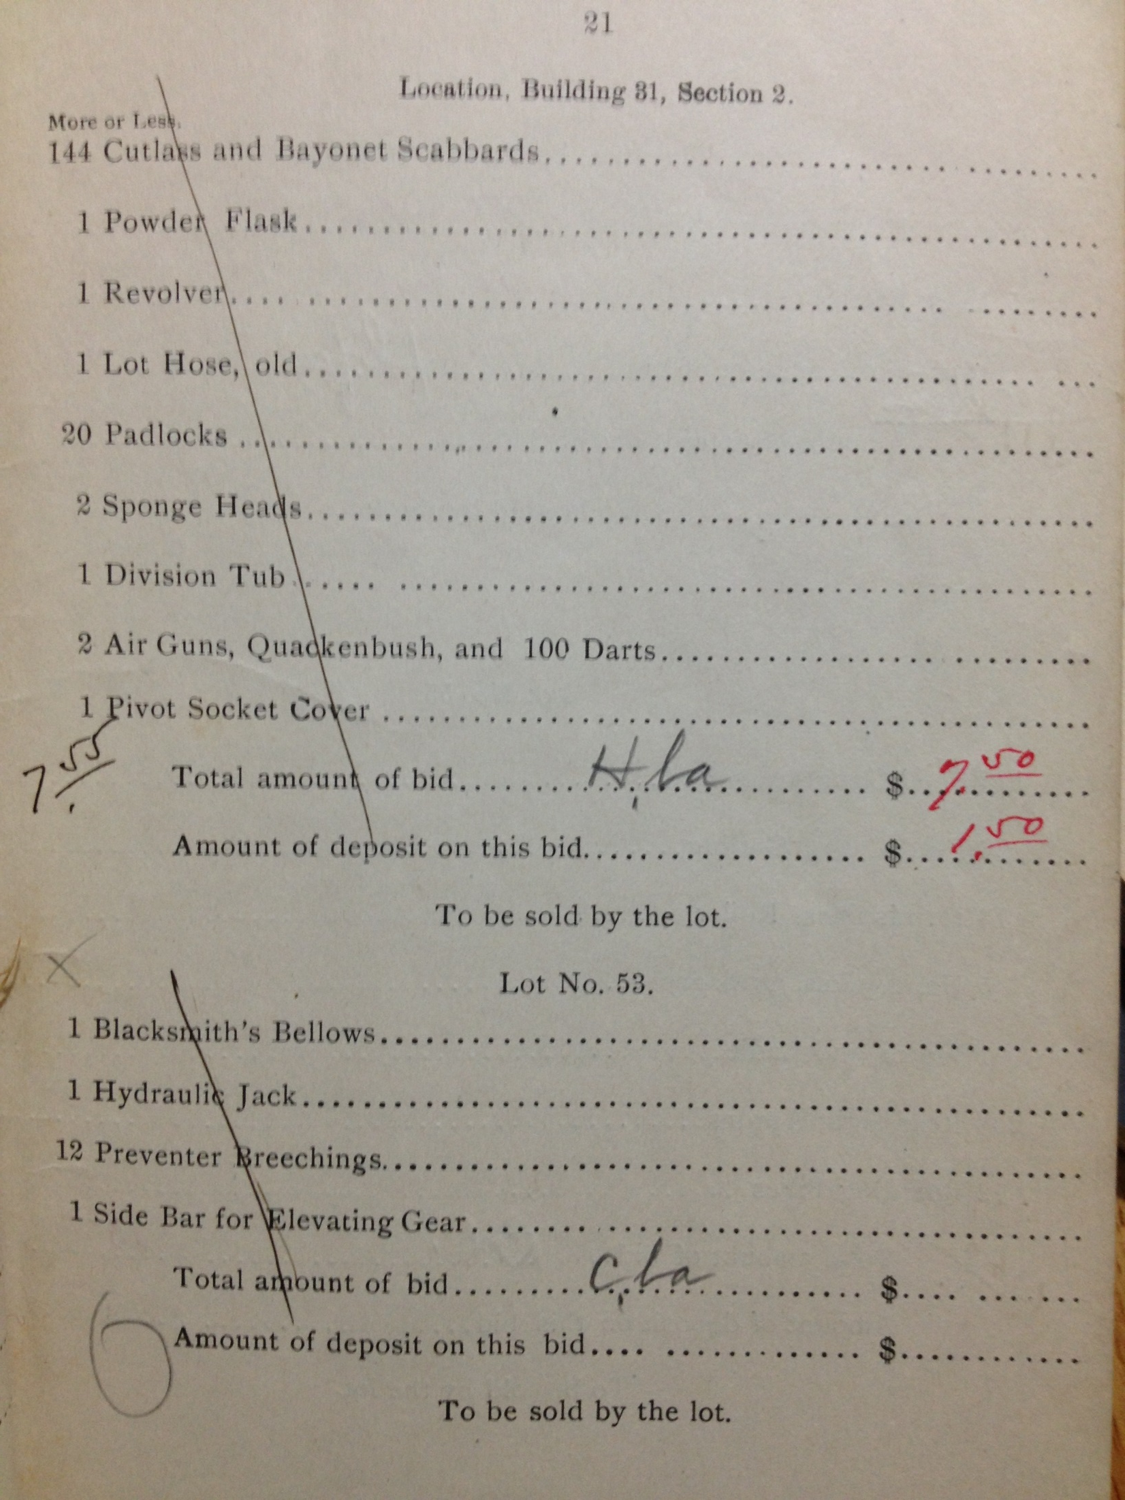 21
Location, Building 31, Section 2.
More or Less.
144 Cutlass and Bayonet Scabbards
1 Powder Flask
1 Revolver
1 Lot Hose, old
20 Padlocks
2 Sponge Heads
1 Division Tub
2 Air Guns, Quackenbush, and 100 Darts
1 Pivot Socket Cover
7.55
Total amount of bid $ 7.50
Amount of deposit on this bid $ 1.50
To be sold by the lot.
X
Lot No. 53.
1 Blacksmith's Bellows
1 Hydraulic Jack
12 Preventer Breechings
1 Side Bar for Elevating Gear
Total amount of bid $
Amount of deposit on this bid $
To be sold by the lot.